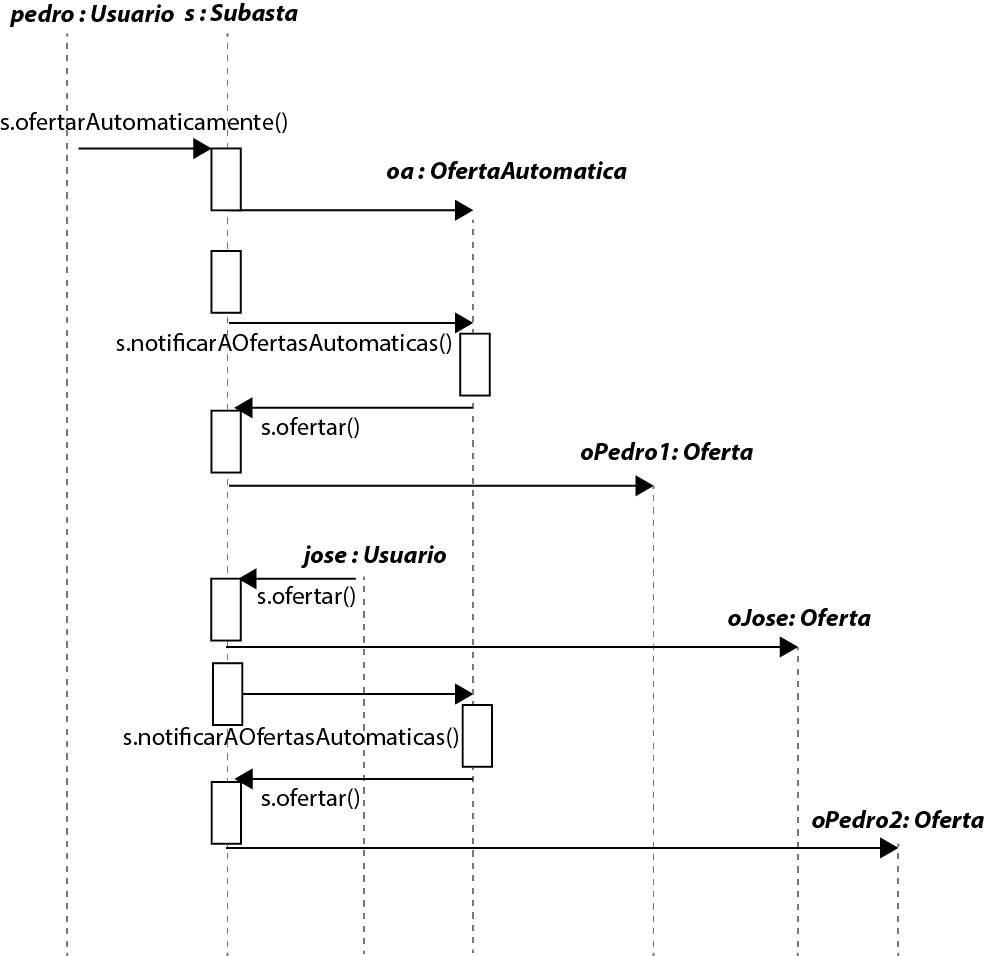 pedro : Usuario
s : Subasta
s.ofertarAutomaticamente()
oa : OfertaAutomatica
s.notificarAOfertasAutomaticas()
s.ofertar()
oPedro1: Oferta
jose : Usuario
s.ofertar()
oJose: Oferta
s.notificarAOfertasAutomaticas()
s.ofertar()
oPedro2: Oferta